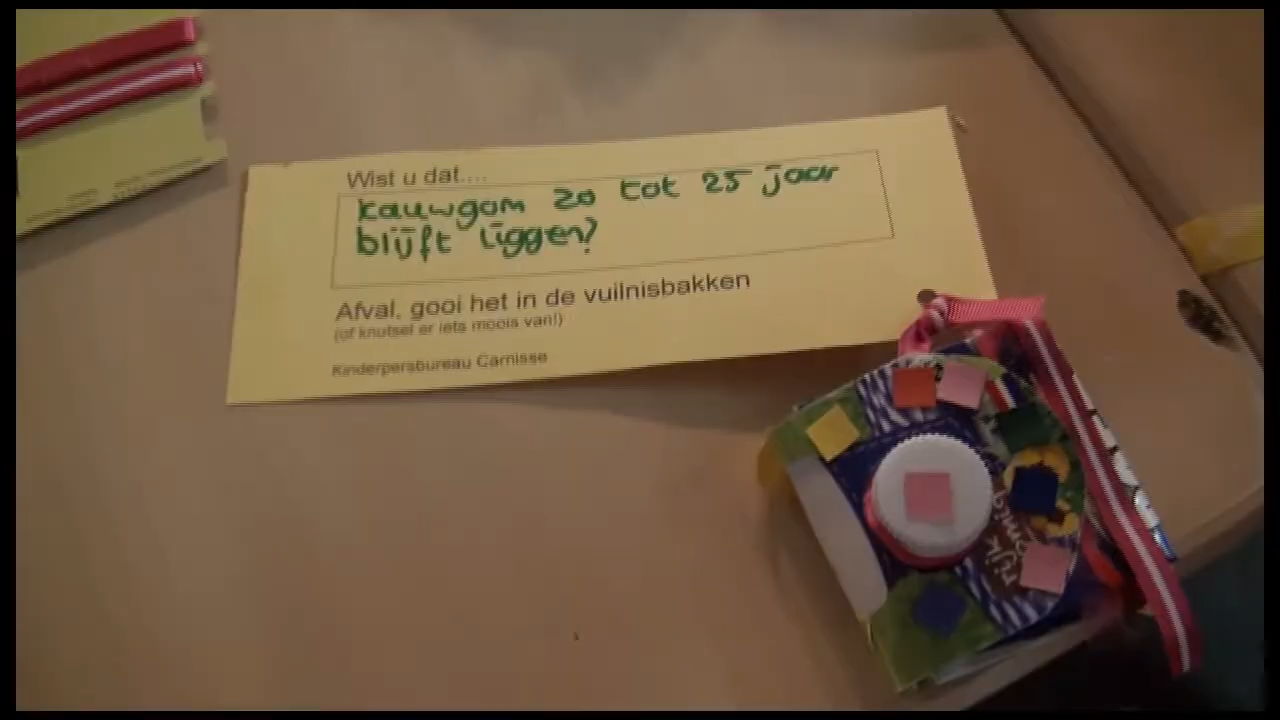 Wist u dat....
kauwgom 20 tot 25 jaar
blijft liggen?
Afval, gooi het in de vuilnisbakken
(of knutsel er iets moois van!)
Kinderpersbureau Carnisse
rijk